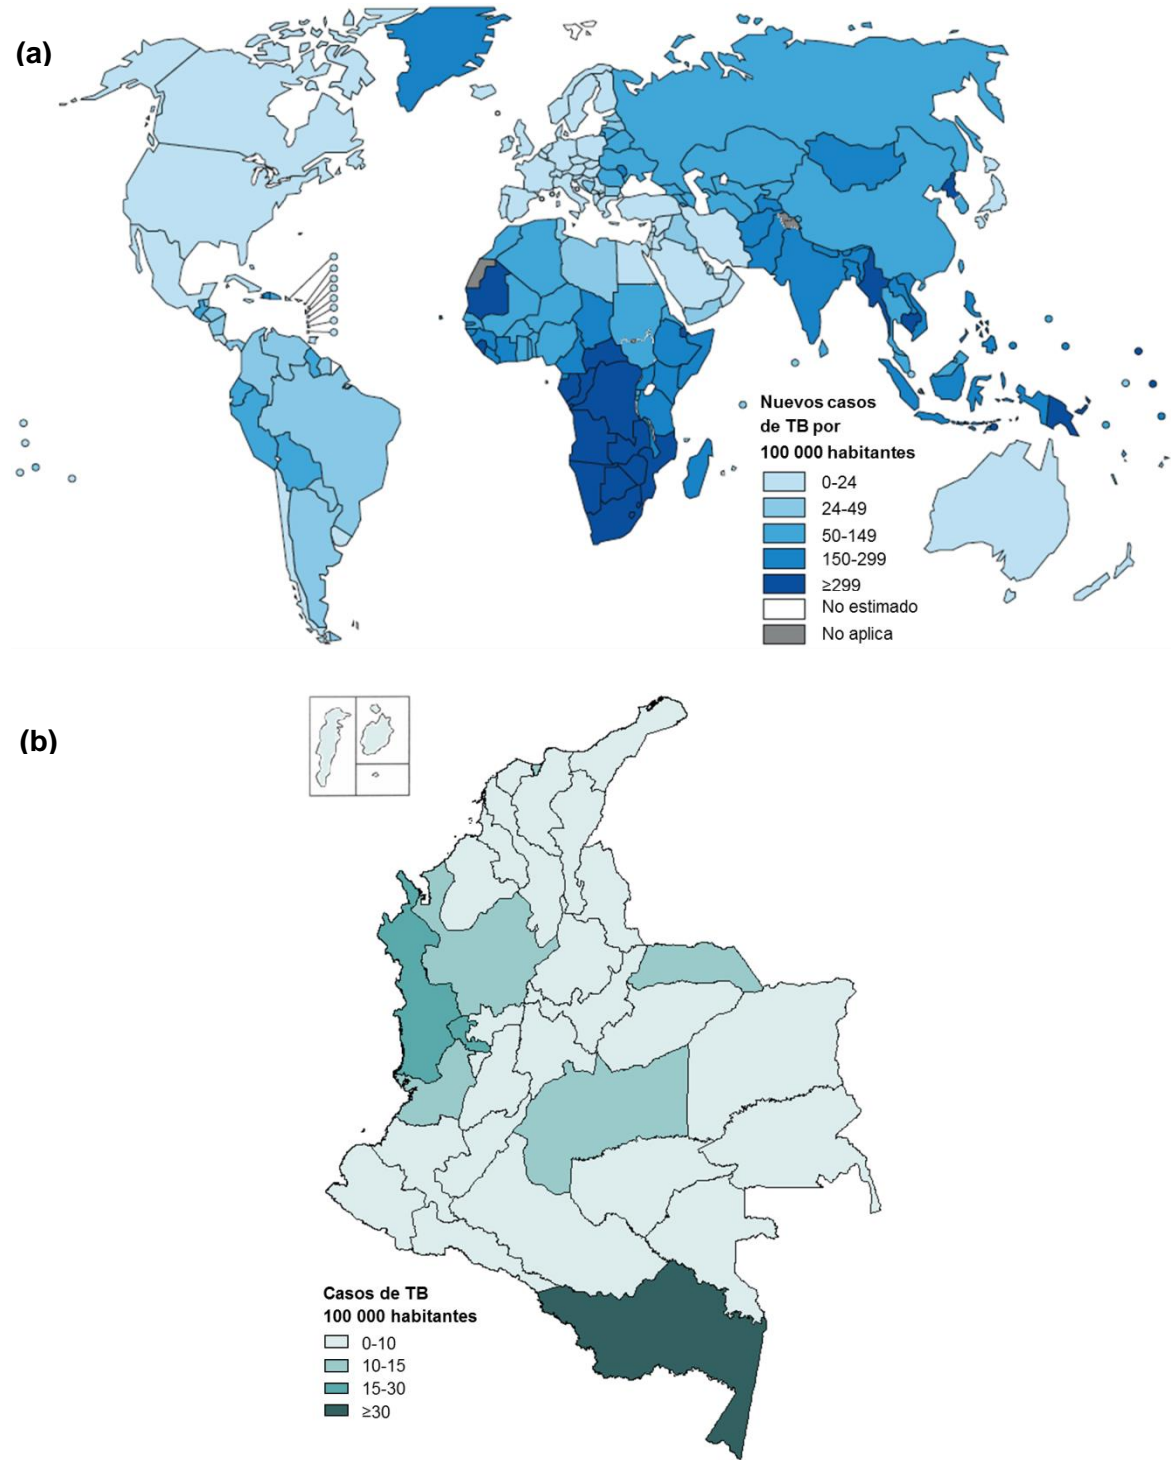 (a)
Nuevos casos
de TB por
100 000 habitantes
0-24
24-49
50-149
150-299
≥299
No estimado
No aplica
(b)
Casos de TB
100 000 habitantes
0-10
10-15
15-30
≥30